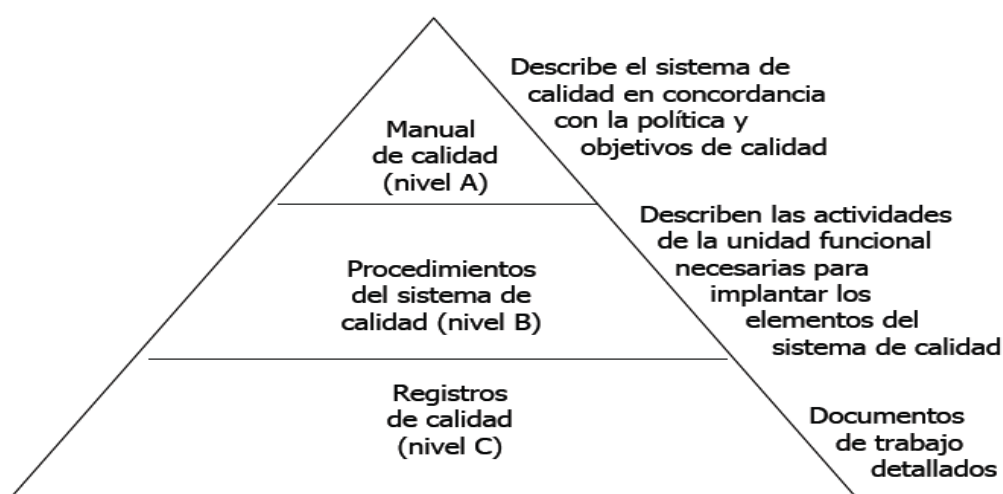 Describe el sistema de
calidad en concordancia
con la política y
objetivos de calidad
Manual
de calidad
(nivel A)
Describen las actividades
de la unidad funcional
necesarias para
implantar los
elementos del
sistema de calidad
Procedimientos
del sistema de
calidad (nivel B)
Registros
de calidad
(nivel C)
Documentos
de trabajo
detallados